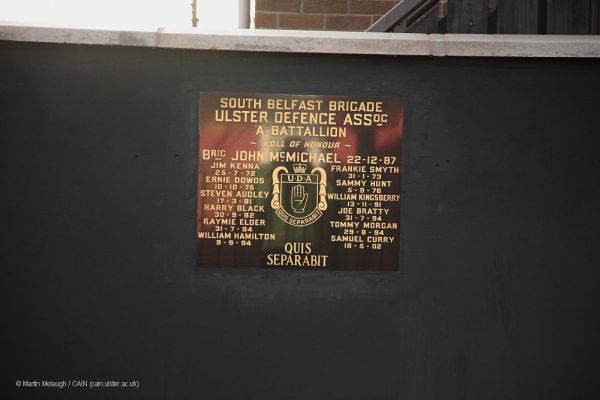 SOUTH BELFAST BRIGADE
ULSTER DEFENCE ASSOC
'A' BATTALLION
~ ROLL OF HONOUR ~
BRIG JOHN McMICHAEL 22-12-87
JIM KENNA
25-7-72
ERNIE DOWDS
10-10-75
STEVEN AUDLEY
17-3-91
HARRY BLACK
30-9-92
RAYMIE ELDER
31-7-94
WILLIAM HAMILTON
9-9-94
U·D·A
QUIS SEPARABIT
FRANKIE SMYTH
31-1-73
SAMMY HUNT
5-9-76
WILLIAM KINGSBERRY
13-11-91
JOE BRATTY
31-7-94
TOMMY MORGAN
29-8-94
SAMUEL CURRY
18-5-02
QUIS
SEPARABIT
© Martin Melaugh / CAIN (cain.ulster.ac.uk)